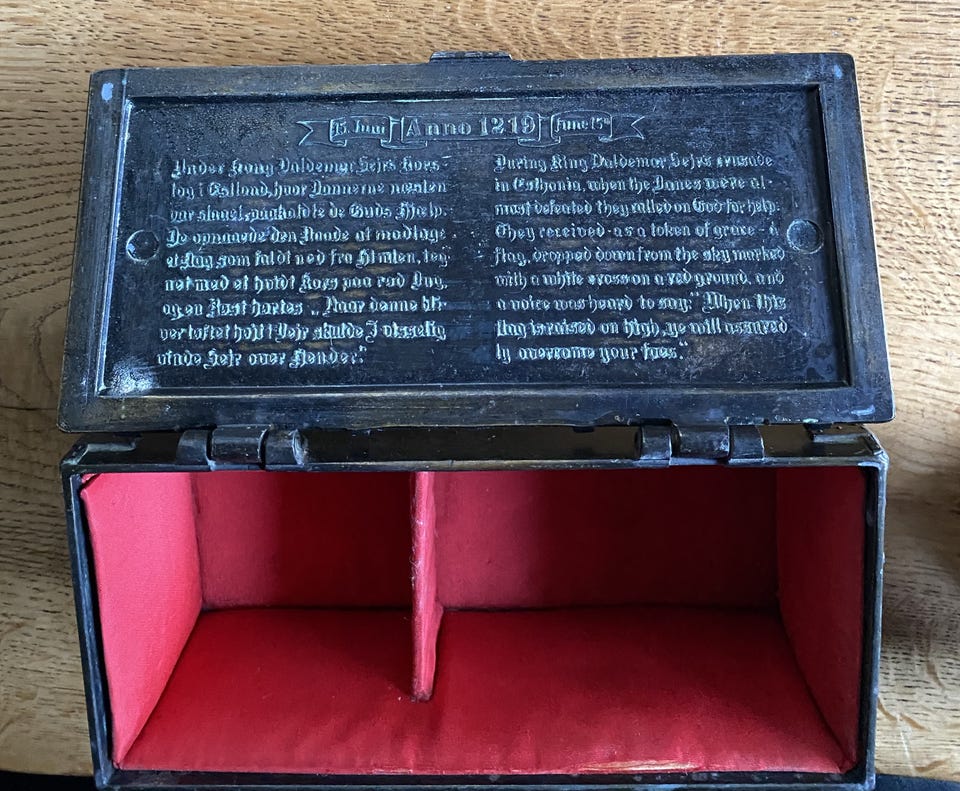 15. Juni Anno 1219 June 15th
Under Kong Valdemar Sejrs Kors-
tog i Estland, hvor Dannerne næsten
var slaaet, paakaldte de Guds Hjælp.
De opnaaede den Naade at modtage
et Flag som faldt ned fra Himlen, teg-
net med et hvidt Kors paa rød Dug,
og en Røst hørtes „Naar denne bli-
ver løftet højt i Vejr skulde I visselig
vinde Sejr over Fjender."
During King Valdemar Sejrs crusade
in Esthonia, when the Danes were al-
most defeated they called on God for help.
They received - as a token of grace - a
flag, dropped down from the sky marked
with a white cross on a red ground, and
a voice was heard to say: "When this
flag is raised on high, ye will assured
ly overcome your foes."